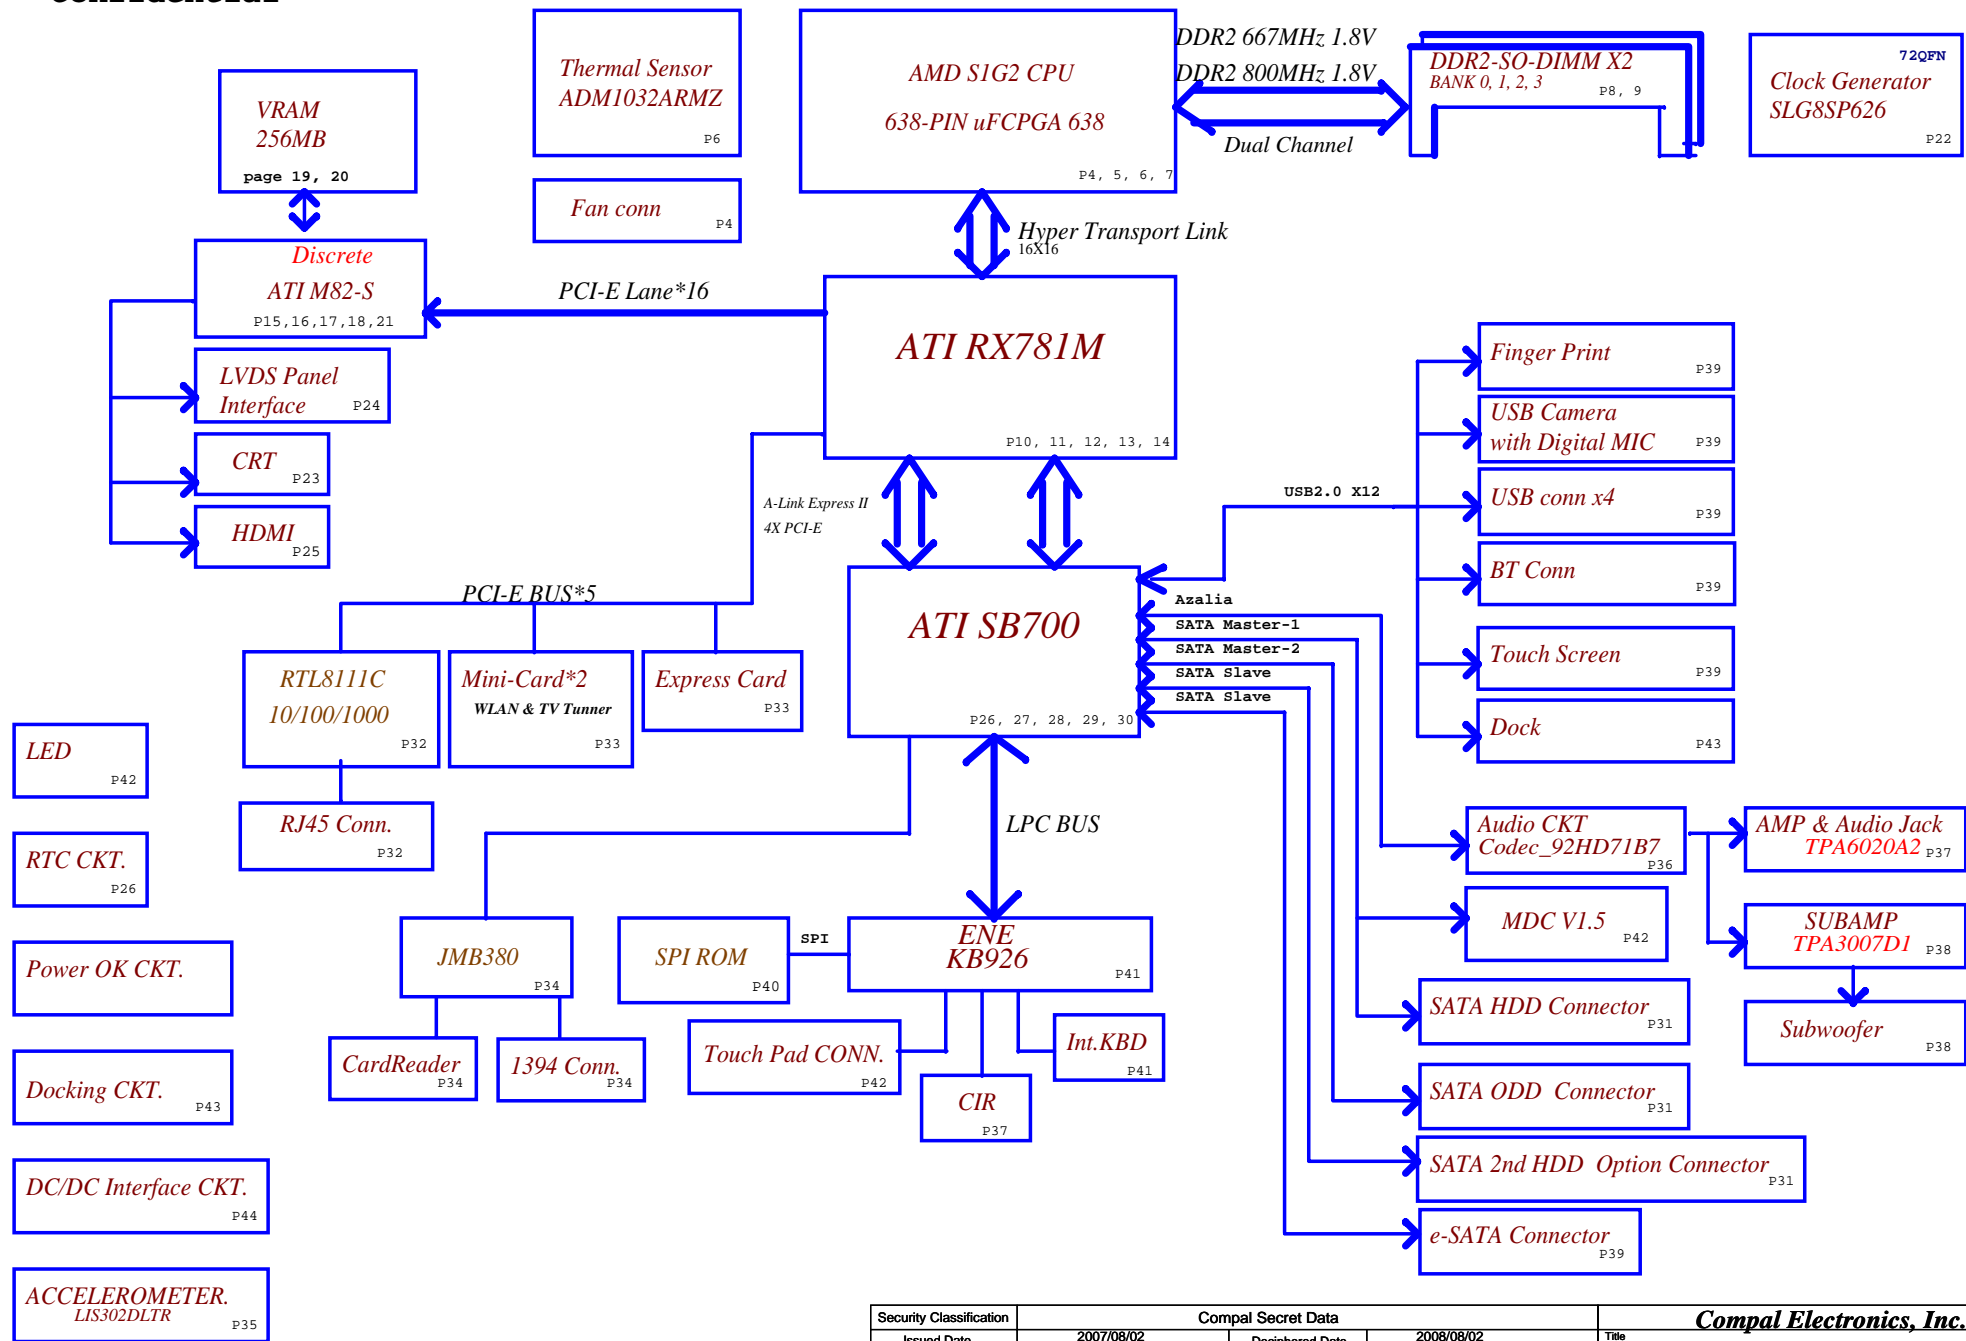 VRAM
256MB
page 19, 20
Thermal Sensor
ADM1032ARMZ
P6
Fan conn
P4
AMD S1G2 CPU
638-PIN uFCPGA 638
P4, 5, 6, 7
DDR2 667MHz 1.8V
DDR2 800MHz 1.8V
Dual Channel
DDR2-SO-DIMM X2
BANK 0, 1, 2, 3
P8, 9
72QFN
Clock Generator
SLG8SP626
P22
Hyper Transport Link
16X16
Discrete
ATI M82-S
P15,16,17,18,21
PCI-E Lane*16
ATI RX781M
P10, 11, 12, 13, 14
LVDS Panel
Interface
P24
CRT
P23
HDMI
P25
A-Link Express II
4X PCI-E
USB2.0 X12
Finger Print
P39
USB Camera
with Digital MIC
P39
USB conn x4
P39
BT Conn
P39
Touch Screen
P39
Dock
P43
PCI-E BUS*5
ATI SB700
P26, 27, 28, 29, 30
Azalia
SATA Master-1
SATA Master-2
SATA Slave
SATA Slave
RTL8111C
10/100/1000
P32
Mini-Card*2
WLAN & TV Tunner
P33
Express Card
P33
RJ45 Conn.
P32
LED
P42
RTC CKT.
P26
Power OK CKT.
Docking CKT.
P43
DC/DC Interface CKT.
P44
ACCELEROMETER.
LIS302DLTR
P35
LPC BUS
JMB380
P34
SPI ROM
P40
SPI
ENE
KB926
P41
CardReader
P34
1394 Conn.
P34
Touch Pad CONN.
P42
CIR
P37
Int.KBD
P41
Audio CKT
Codec_92HD71B7
P36
AMP & Audio Jack
TPA6020A2
P37
MDC V1.5
P42
SUBAMP
TPA3007D1
P38
Subwoofer
P38
SATA HDD Connector
P31
SATA ODD Connector
P31
SATA 2nd HDD Option Connector
P31
e-SATA Connector
P39
Security Classification
Compal Secret Data
Compal Electronics, Inc.
Issued Date
2007/08/02
Deciphered Date
2008/08/02
Title